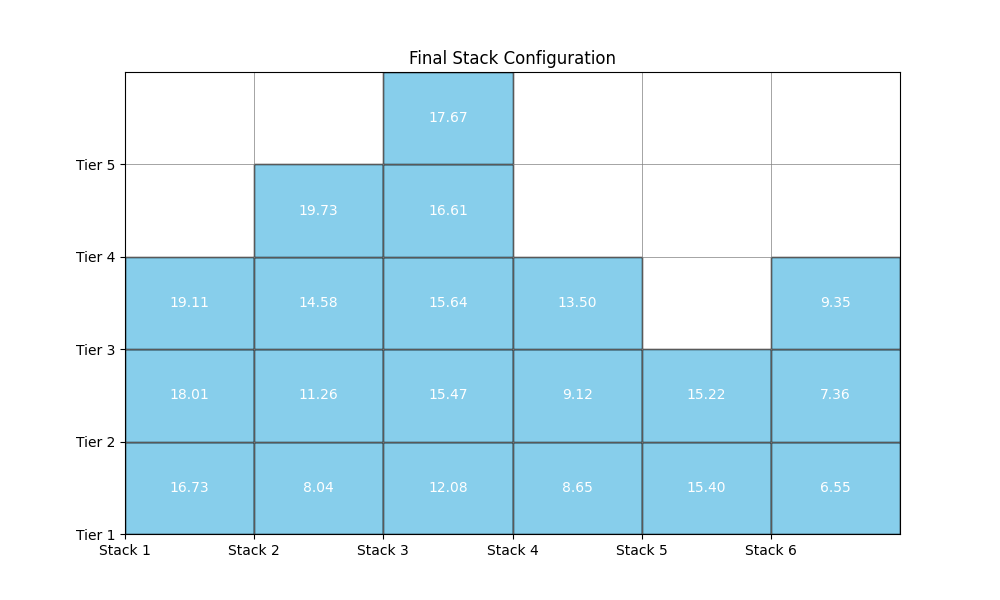 Final Stack Configuration
17.67
Tier 5
19.73 16.61
Tier 4
19.11 14.58 15.64 13.50 9.35
Tier 3
18.01 11.26 15.47 9.12 15.22 7.36
Tier 2
16.73 8.04 12.08 8.65 15.40 6.55
Tier 1
Stack 1 Stack 2 Stack 3 Stack 4 Stack 5 Stack 6